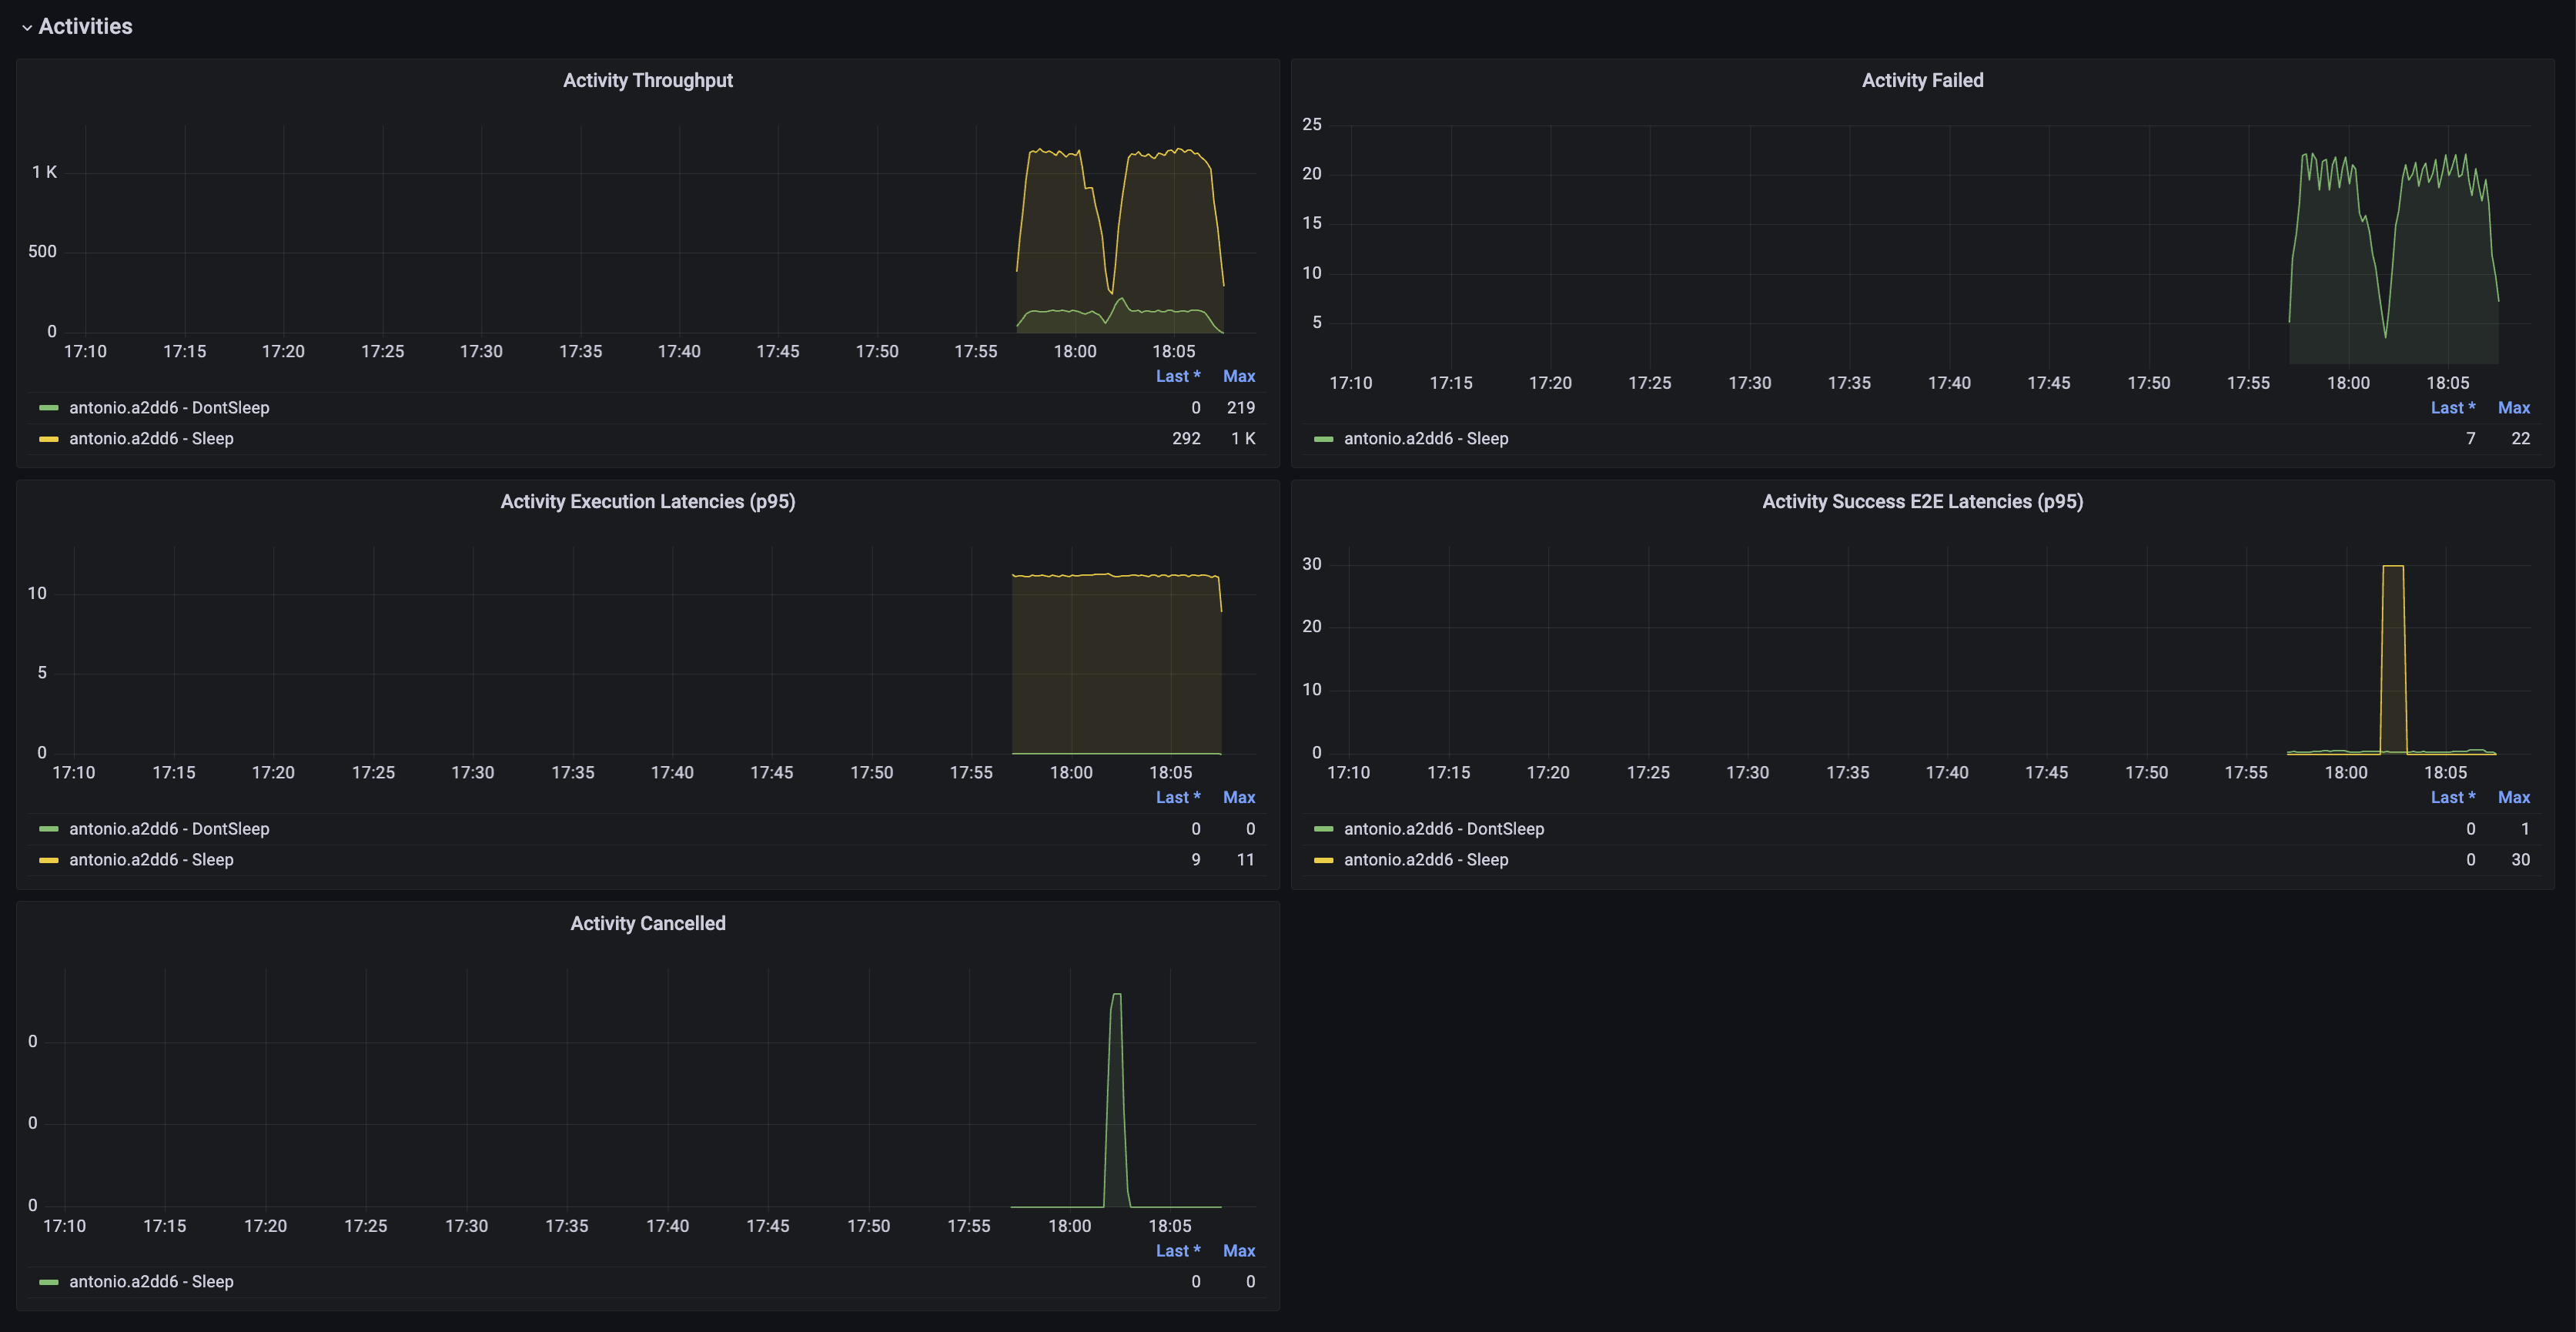 Activities
Activity Throughput
1 K
500
0
17:10 17:15 17:20 17:25 17:30 17:35 17:40 17:45 17:50 17:55 18:00 18:05
Last * Max
antonio.a2dd6 - DontSleep 0 219
antonio.a2dd6 - Sleep 292 1 K
Activity Failed
25
20
15
10
5
17:10 17:15 17:20 17:25 17:30 17:35 17:40 17:45 17:50 17:55 18:00 18:05
Last * Max
antonio.a2dd6 - Sleep 7 22
Activity Execution Latencies (p95)
10
5
0
17:10 17:15 17:20 17:25 17:30 17:35 17:40 17:45 17:50 17:55 18:00 18:05
Last * Max
antonio.a2dd6 - DontSleep 0 0
antonio.a2dd6 - Sleep 9 11
Activity Success E2E Latencies (p95)
30
20
10
0
17:10 17:15 17:20 17:25 17:30 17:35 17:40 17:45 17:50 17:55 18:00 18:05
Last * Max
antonio.a2dd6 - DontSleep 0 1
antonio.a2dd6 - Sleep 0 30
Activity Cancelled
0
0
0
17:10 17:15 17:20 17:25 17:30 17:35 17:40 17:45 17:50 17:55 18:00 18:05
Last * Max
antonio.a2dd6 - Sleep 0 0